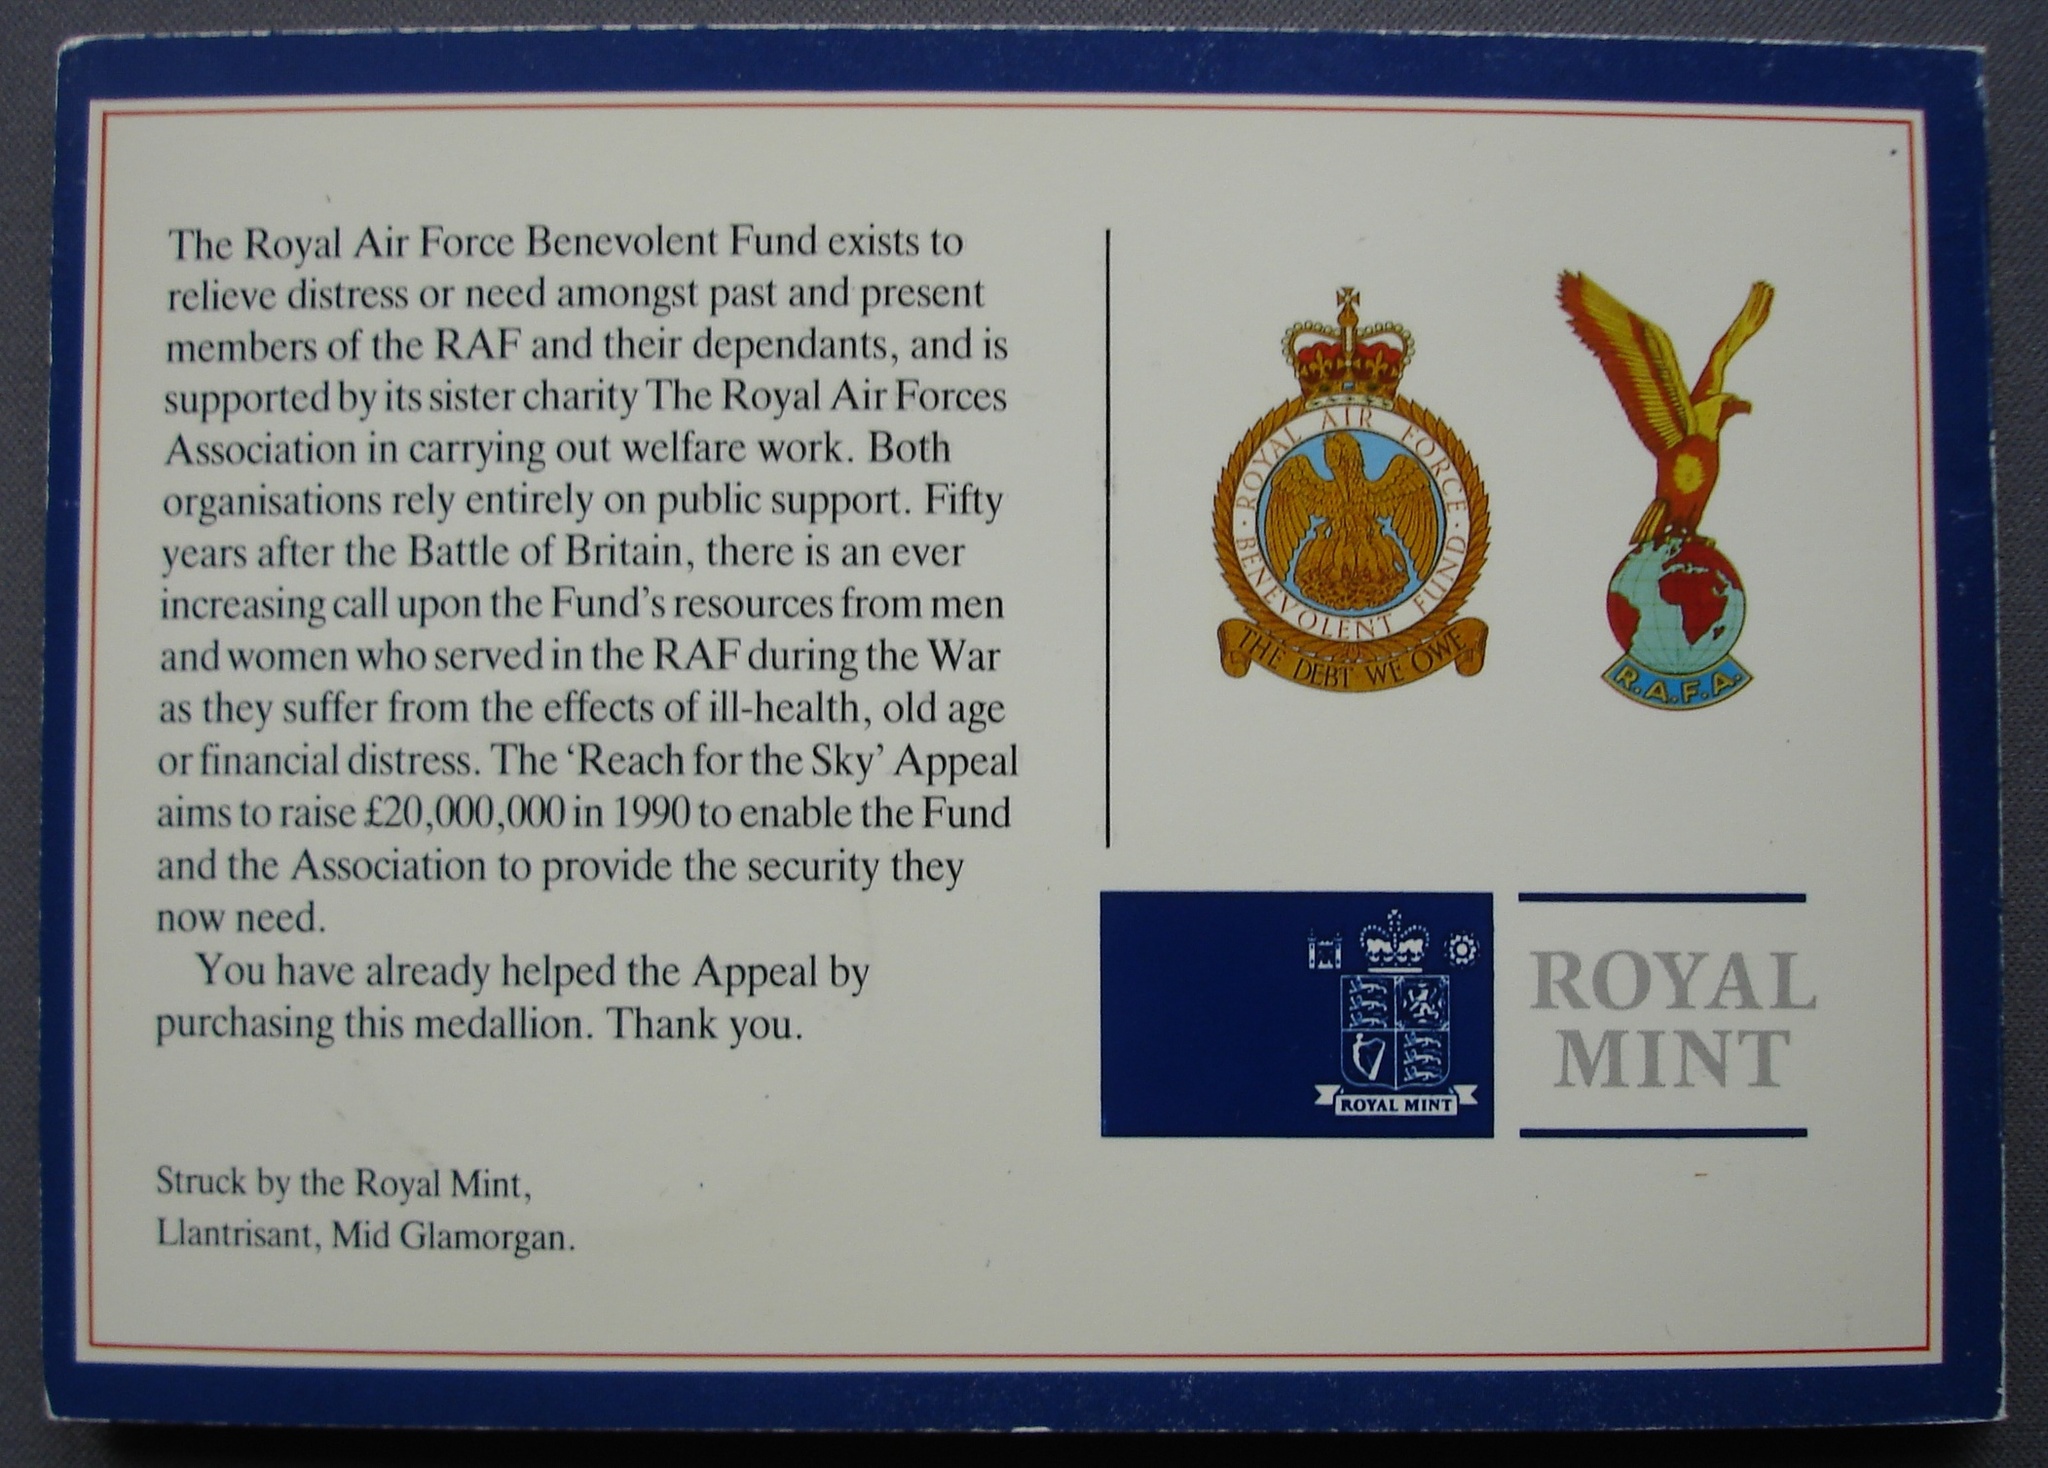 The Royal Air Force Benevolent Fund exists to
relieve distress or need amongst past and present
members of the RAF and their dependants, and is
supported by its sister charity The Royal Air Forces
Association in carrying out welfare work. Both
organisations rely entirely on public support. Fifty
years after the Battle of Britain, there is an ever
increasing call upon the Fund's resources from men
and women who served in the RAF during the War
as they suffer from the effects of ill-health, old age
or financial distress. The ‘Reach for the Sky’ Appeal
aims to raise £20,000,000 in 1990 to enable the Fund
and the Association to provide the security they
now need.
You have already helped the Appeal by
purchasing this medallion. Thank you.
Struck by the Royal Mint,
Llantrisant, Mid Glamorgan.
ROYAL AIR FORCE
· BENEVOLENT FUND ·
THE DEBT WE OWE
R.A.F.A.
ROYAL MINT
ROYAL
MINT